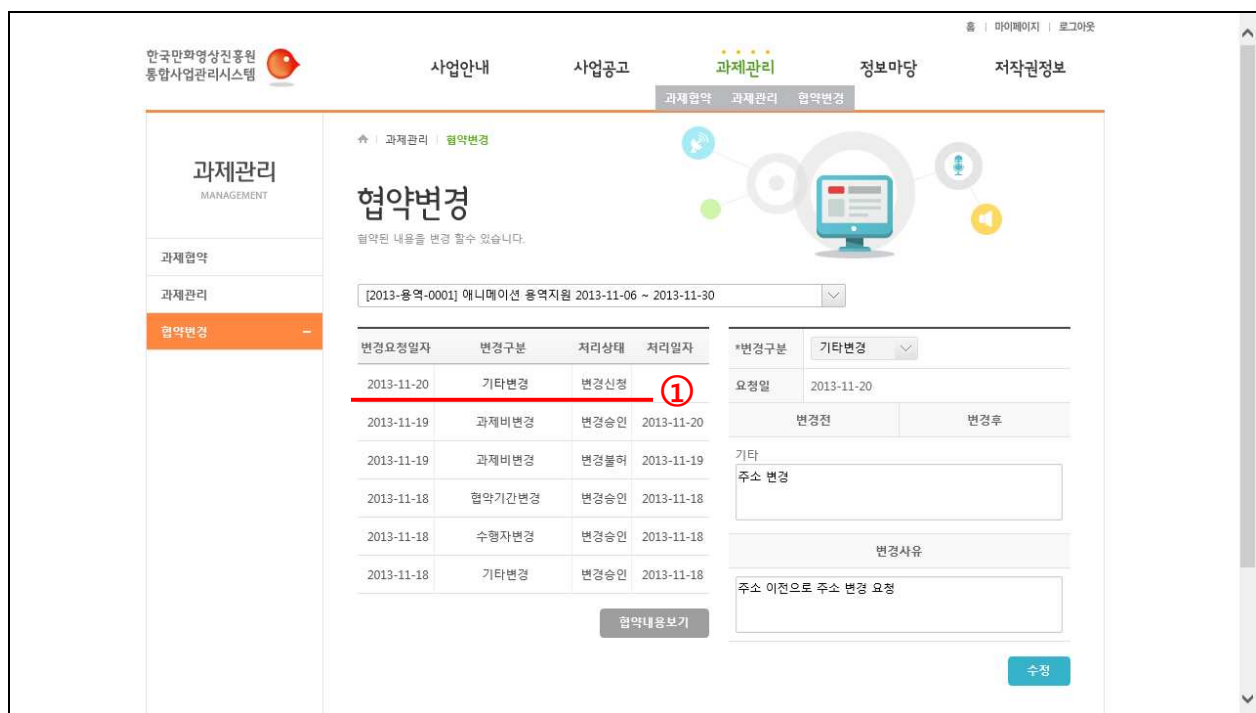 홈 | 마이페이지 | 로그아웃
한국만화영상진흥원
통합사업관리시스템
사업안내 사업공고 과제관리 정보마당 저작권정보
과제협약 과제관리 협약변경
과제관리
MANAGEMENT
과제협약
과제관리
협약변경 –
과제관리 | 협약변경
협약변경
협약된 내용을 변경 할수 있습니다.
[2013-용역-0001] 애니메이션 용역지원 2013-11-06 ~ 2013-11-30
변경요청일자 변경구분 처리상태 처리일자
2013-11-20 기타변경 변경신청
①
2013-11-19 과제비변경 변경승인 2013-11-20
2013-11-19 과제비변경 변경불허 2013-11-19
2013-11-18 협약기간변경 변경승인 2013-11-18
2013-11-18 수행자변경 변경승인 2013-11-18
2013-11-18 기타변경 변경승인 2013-11-18
협약내용보기
*변경구분 기타변경
요청일 2013-11-20
변경전 변경후
기타
주소 변경
변경사유
주소 이전으로 주소 변경 요청
수정